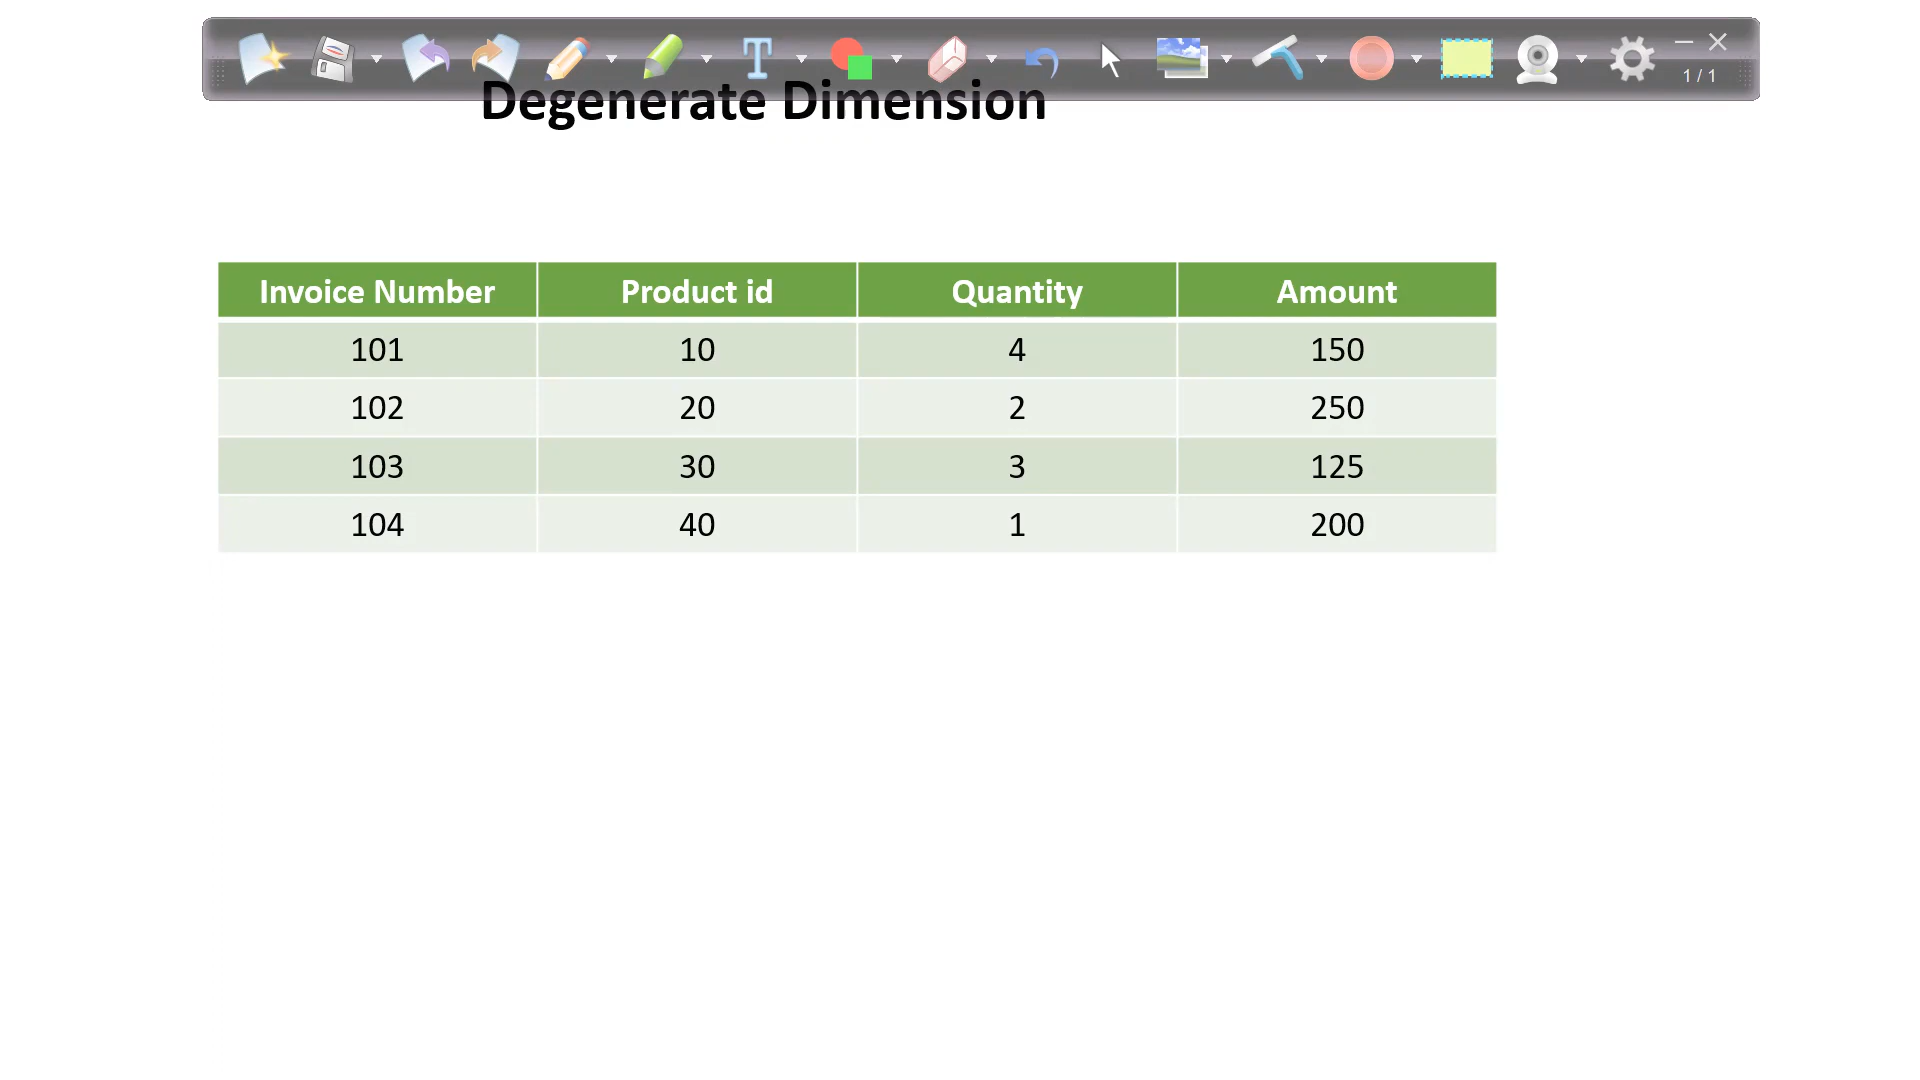 1 / 1
Degenerate Dimension
Invoice Number Product id Quantity Amount
101 10 4 150
102 20 2 250
103 30 3 125
104 40 1 200